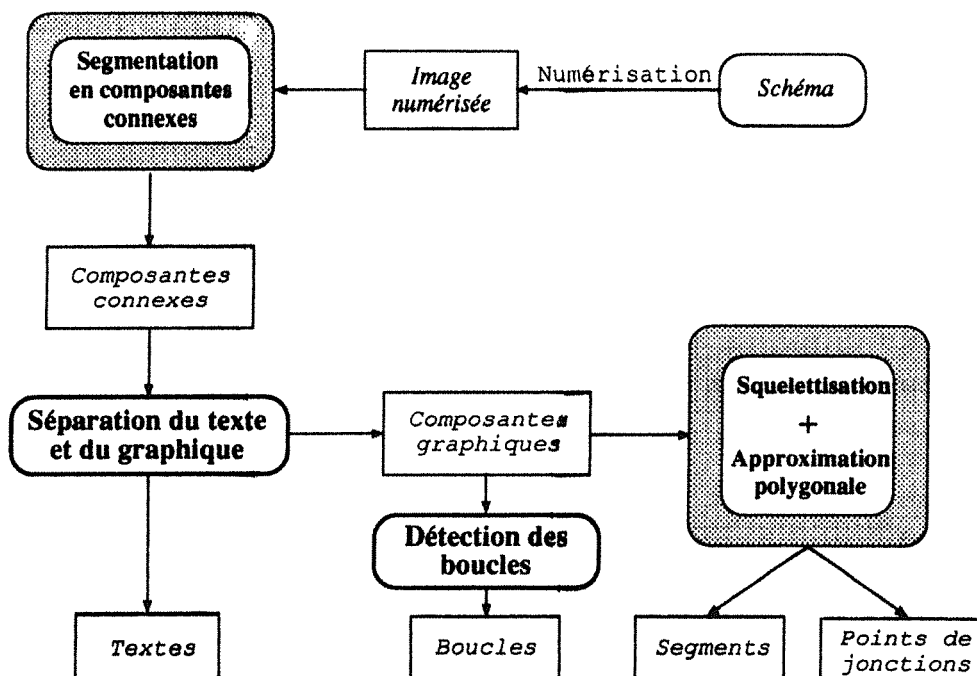 Segmentation
en composantes
connexes
Image
numérisée
Numérisation
Schéma
Composantes
connexes
Séparation du texte
et du graphique
Composantes
graphiques
Squelettisation
+
Approximation
polygonale
Détection des
boucles
Textes
Boucles
Segments
Points de
jonctions